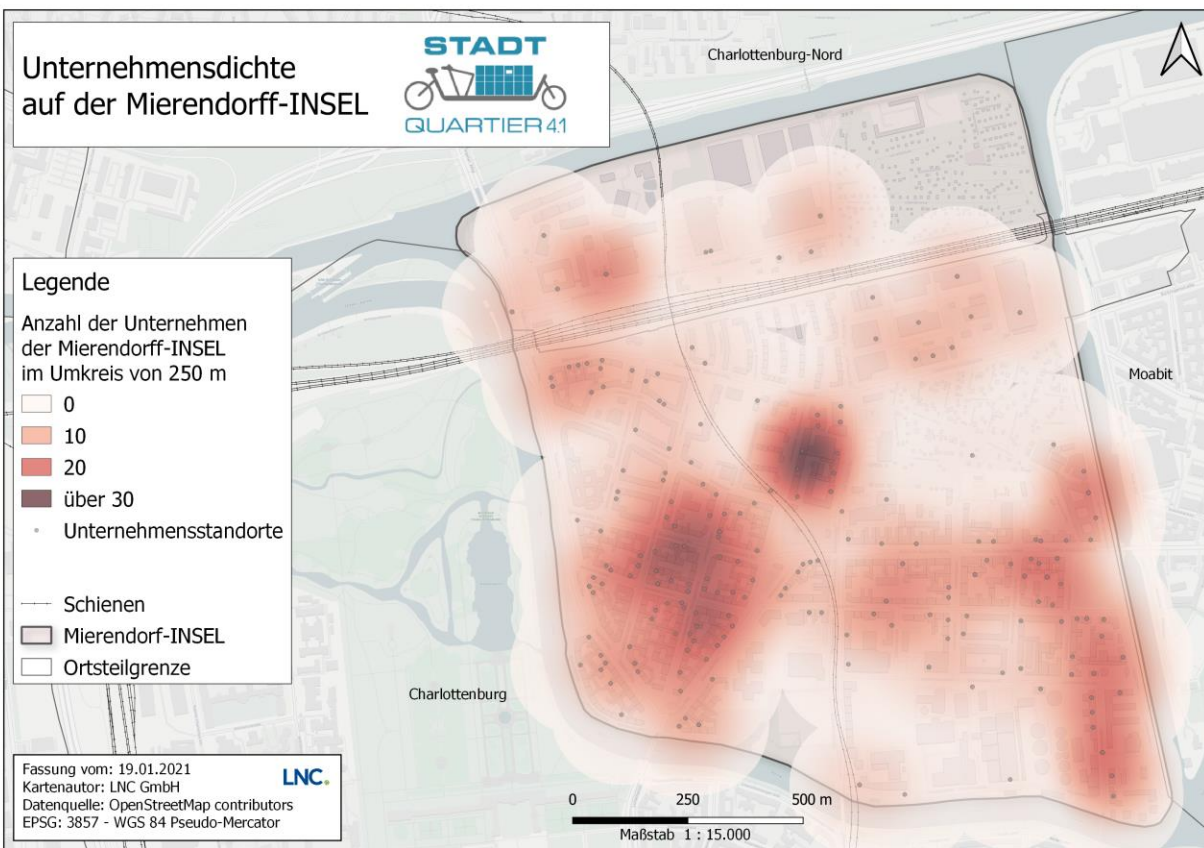 Unternehmensdichte
auf der Mierendorff-INSEL
STADT
QUARTIER 4.1
Charlottenburg-Nord
Legende
Anzahl der Unternehmen
der Mierendorff-INSEL
im Umkreis von 250 m
0
10
20
über 30
Unternehmensstandorte
Schienen
Mierendorf-INSEL
Ortsteilgrenze
Moabit
Charlottenburg
Fassung vom: 19.01.2021
Kartenautor: LNC GmbH
Datenquelle: OpenStreetMap contributors
EPSG: 3857 - WGS 84 Pseudo-Mercator
LNC.
0 250 500 m
Maßstab 1 : 15.000